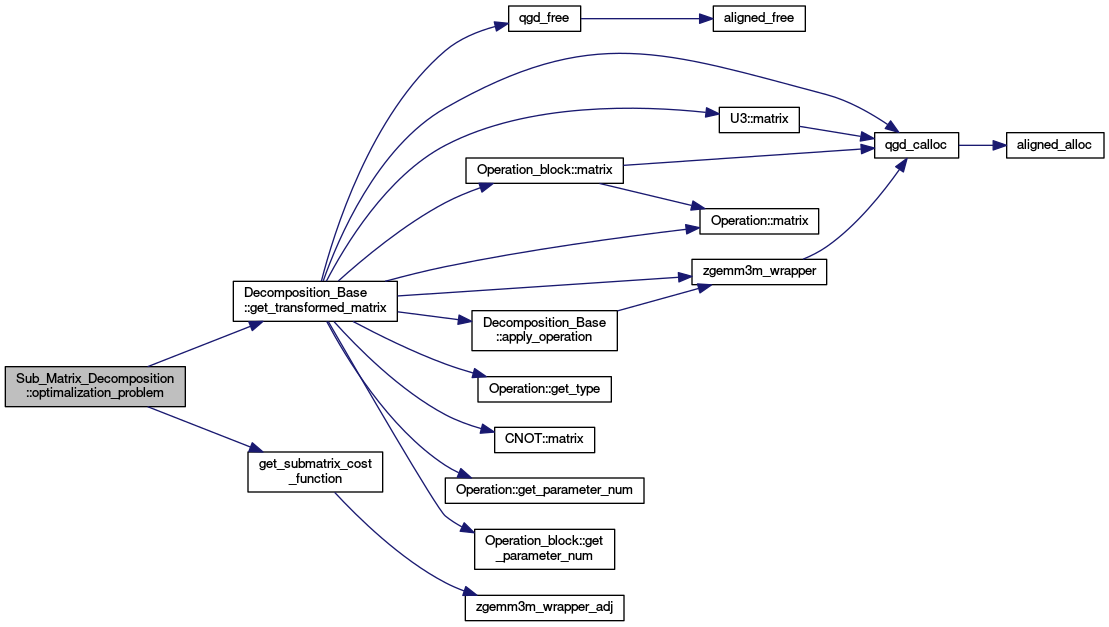 qgd_free
aligned_free
U3::matrix
qgd_calloc
aligned_alloc
Operation_block::matrix
Operation::matrix
zgemm3m_wrapper
Decomposition_Base
::get_transformed_matrix
Decomposition_Base
::apply_operation
Sub_Matrix_Decomposition
::optimalization_problem
Operation::get_type
CNOT::matrix
get_submatrix_cost
_function
Operation::get_parameter_num
Operation_block::get
_parameter_num
zgemm3m_wrapper_adj